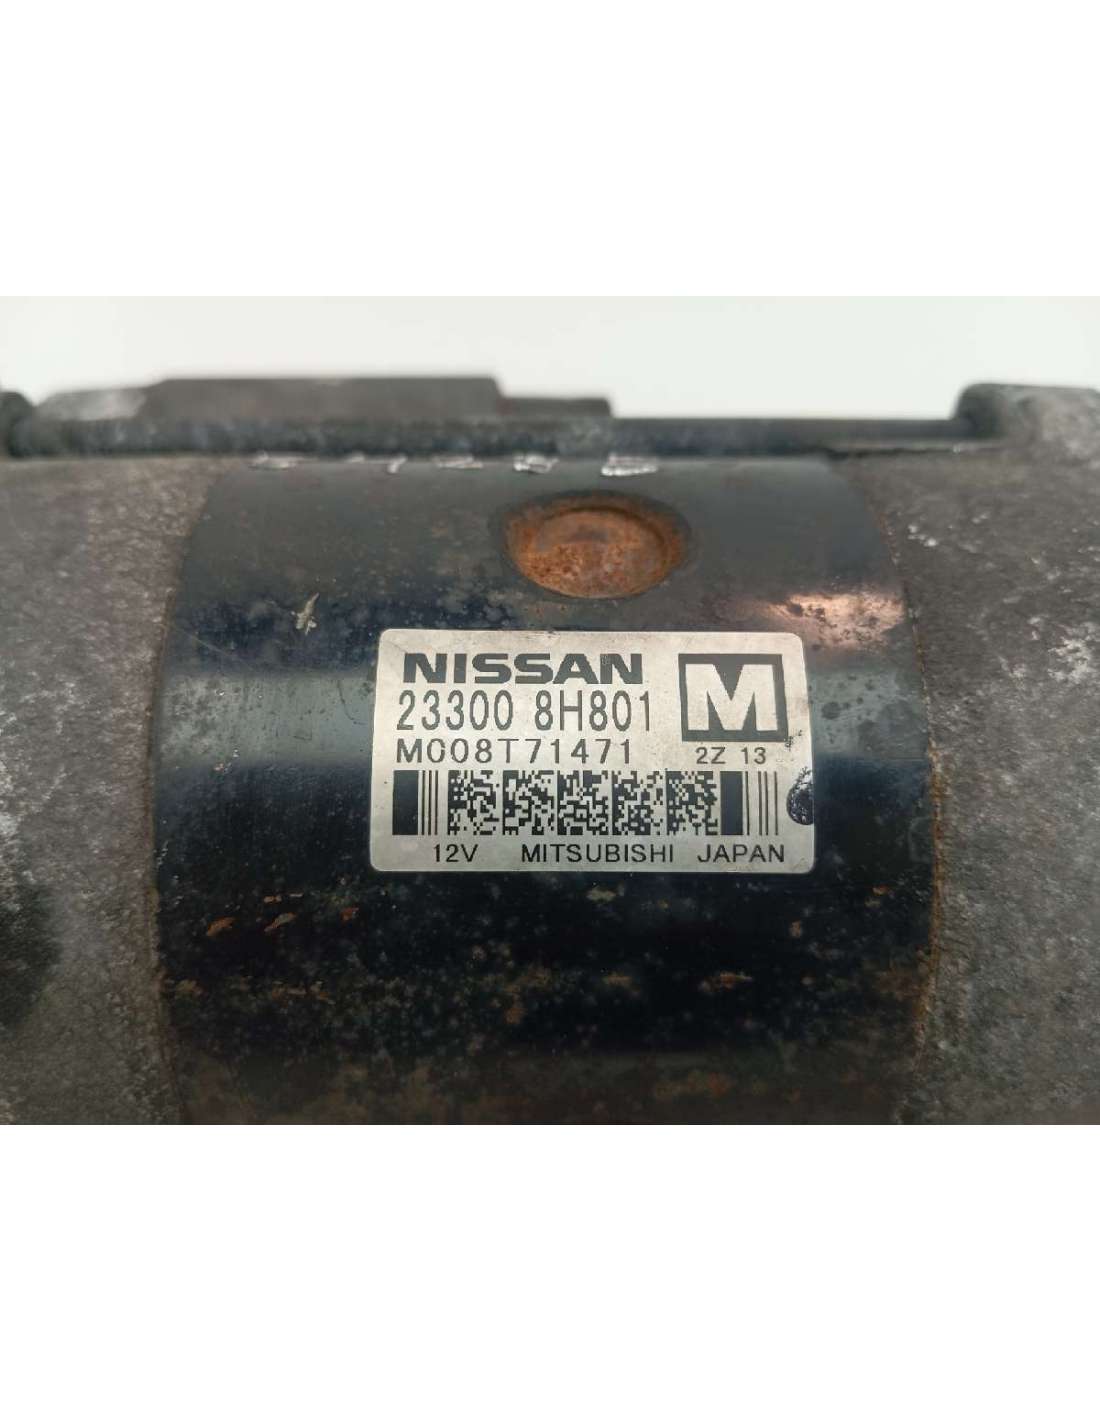 NISSAN
23300 8H801
M
M008T71471
2Z 13
12V MITSUBISHI JAPAN